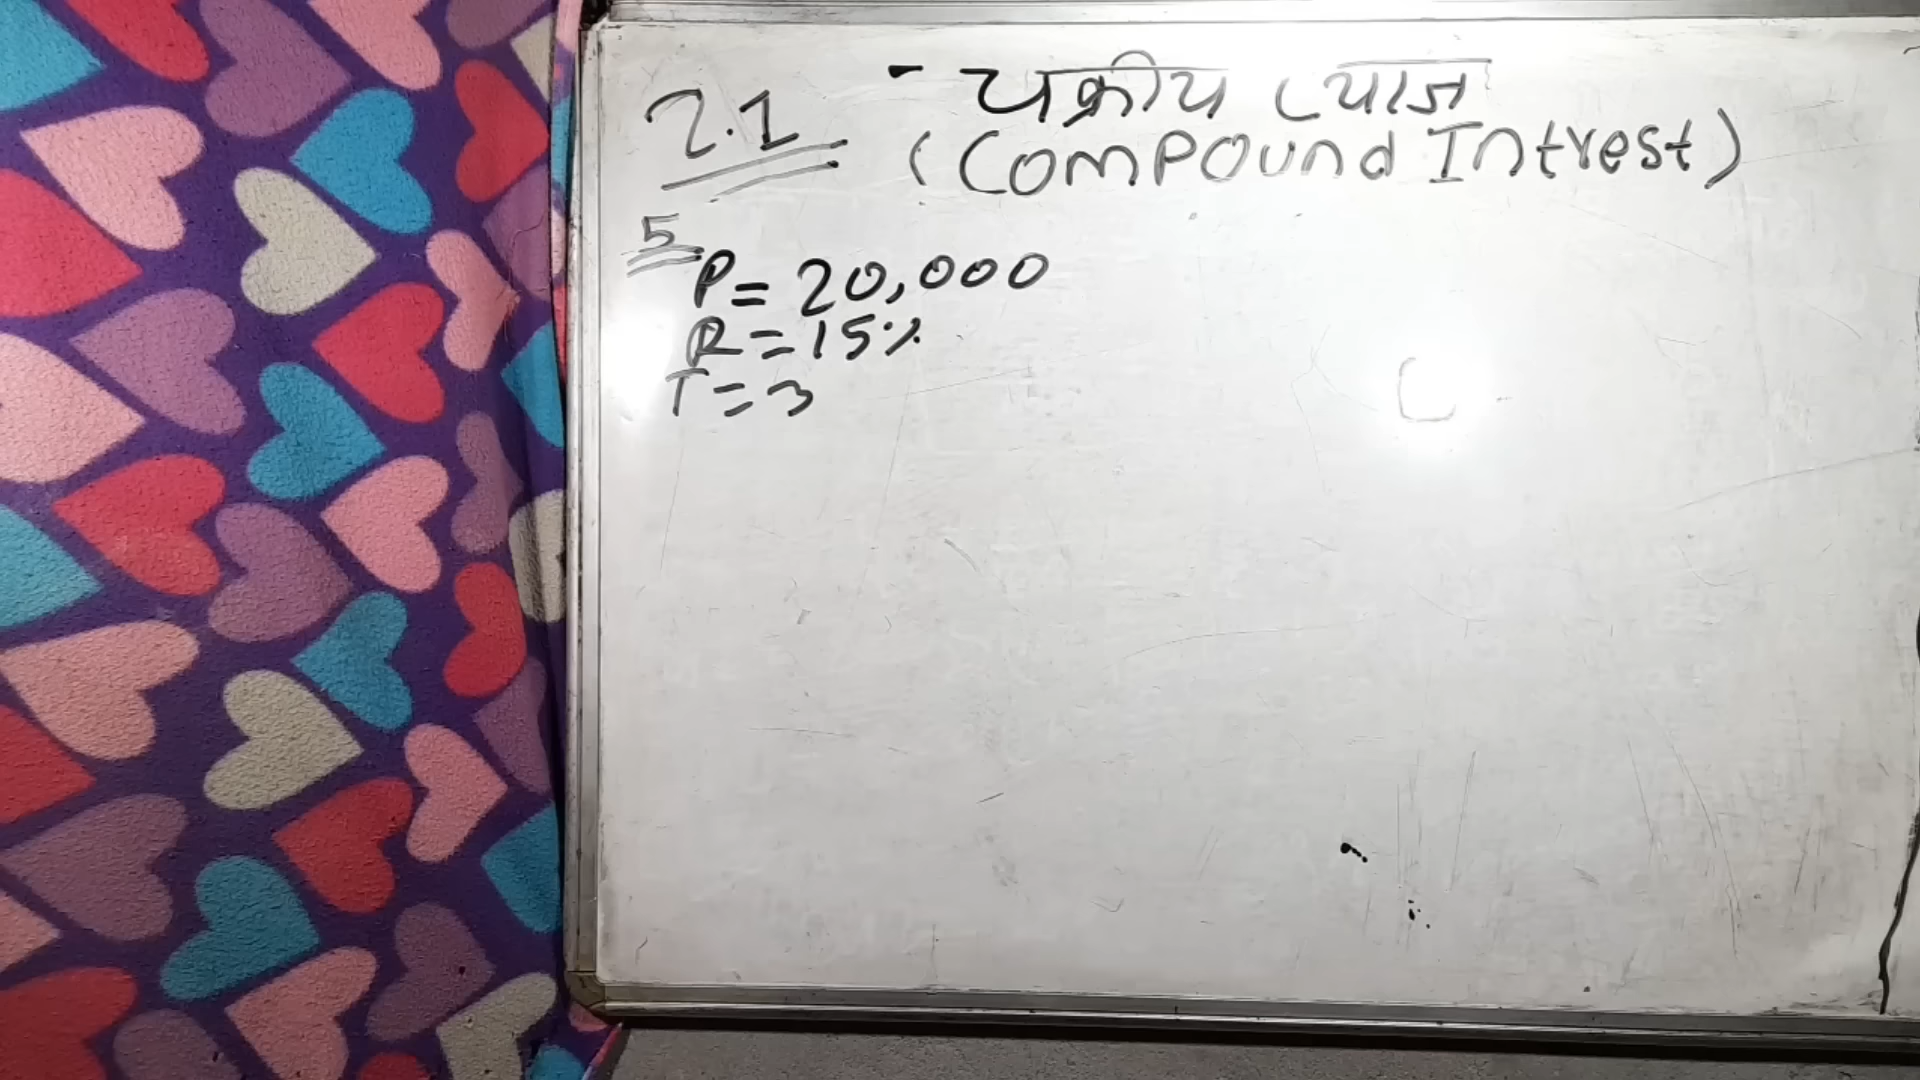 2.1 - चक्रीय ब्याज
(Compound Intrest)
5
P = 20,000
R = 15%
T = 3